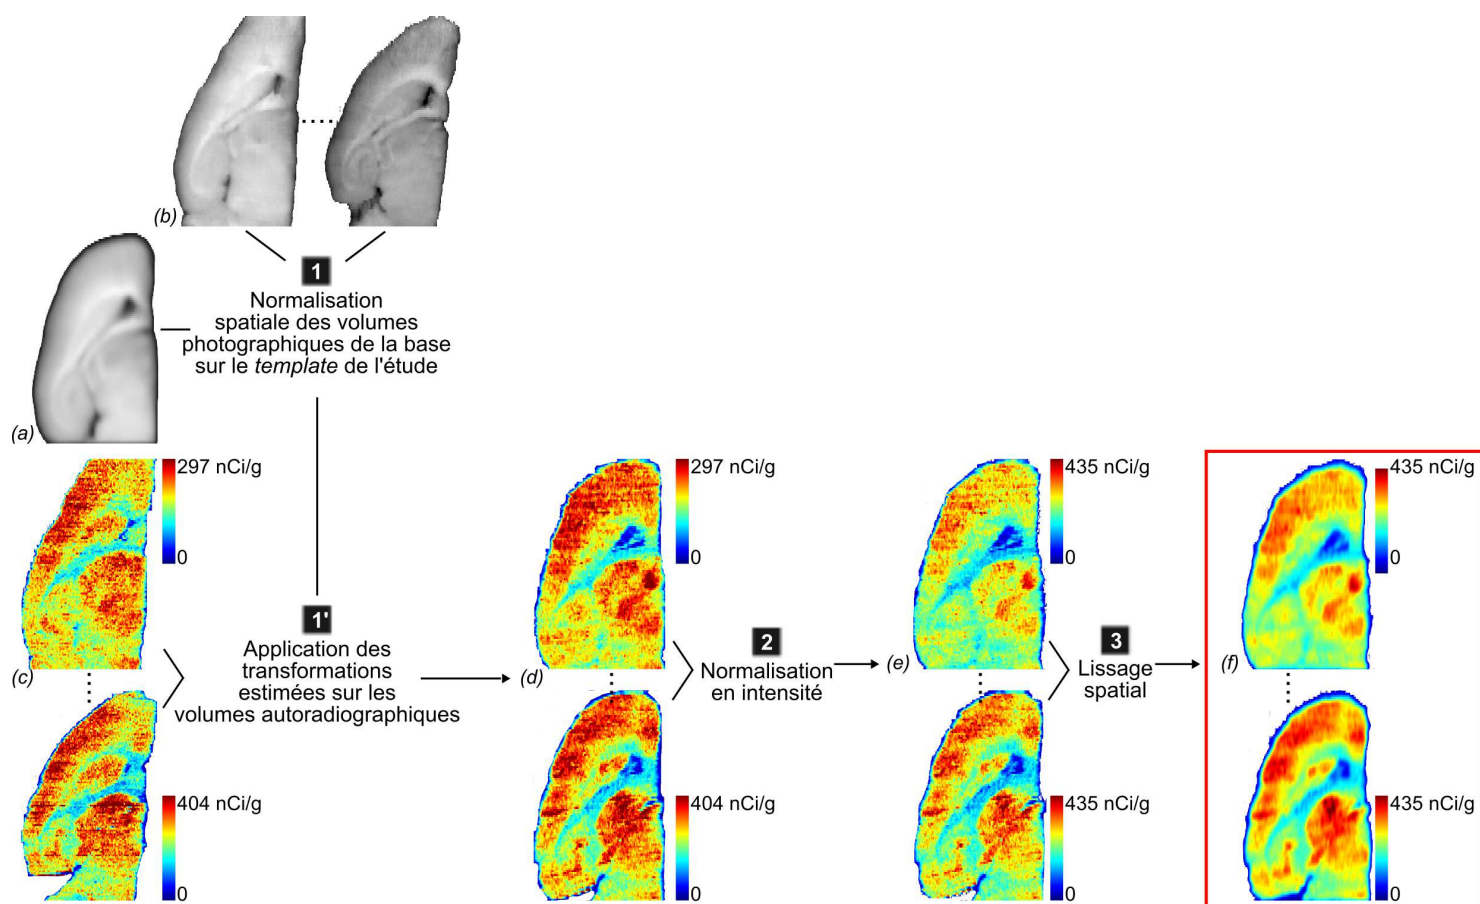 (b)
1
Normalisation
spatiale des volumes
photographiques de la base
sur le template de l'étude
(a)
297 nCi/g
0
297 nCi/g
0
435 nCi/g
0
435 nCi/g
0
1'
Application des
transformations
estimées sur les
volumes autoradiographiques
(c)
(d)
2
Normalisation
en intensité
(e)
3
Lissage
spatial
(f)
404 nCi/g
0
404 nCi/g
0
435 nCi/g
0
435 nCi/g
0